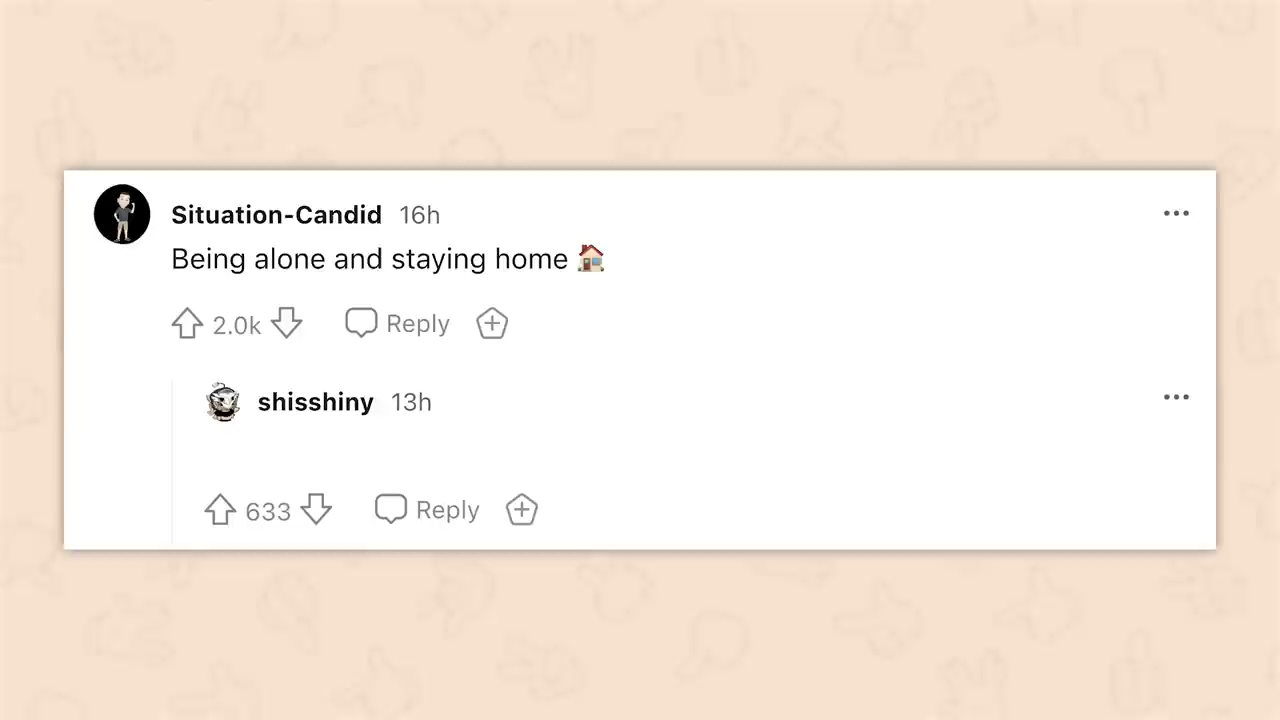 Situation-Candid 16h
Being alone and staying home 🏠
2.0k Reply
shisshiny 13h
633 Reply